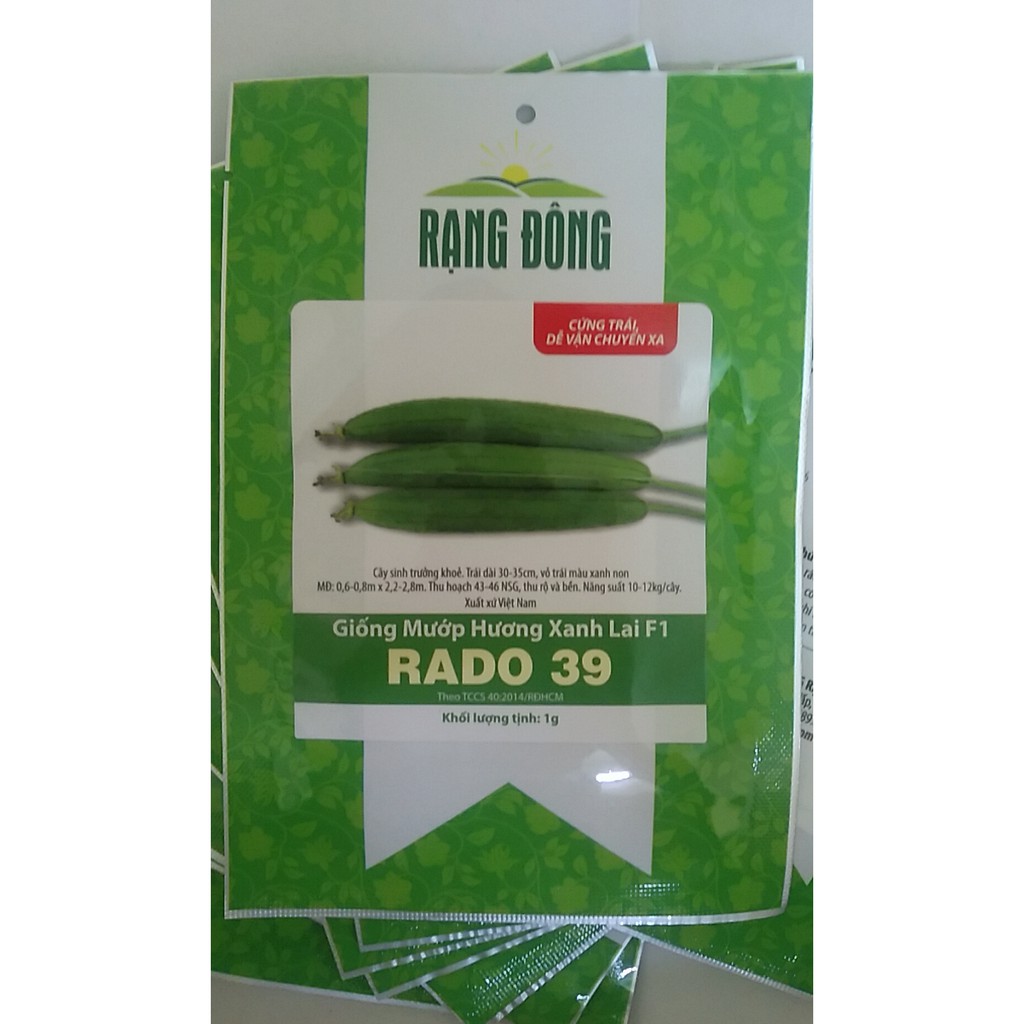 RẠNG ĐÔNG
CỨNG TRÁI,
DỄ VẬN CHUYỂN XA
Cây sinh trưởng khoẻ. Trái dài 30-35cm, vỏ trái màu xanh non
MĐ: 0,6-0,8m x 2,2-2,8m. Thu hoạch 43-46 NSG, thu rộ và bền. Năng suất 10-12kg/cây.
Xuất xứ Việt Nam
Giống Mướp Hương Xanh Lai F1
RADO 39
Theo TCCS 40:2014/RĐHCM
Khối lượng tịnh: 1g